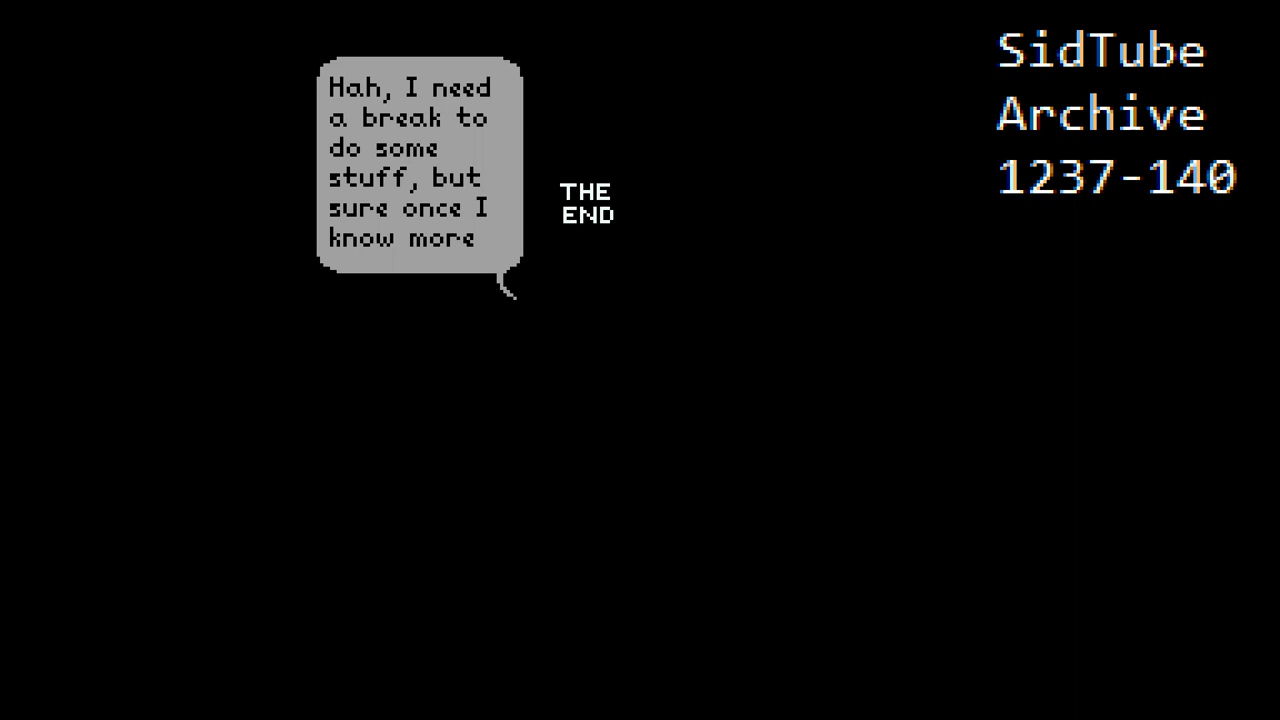 Hah, I need
a break to
do some
stuff, but
sure once I
know more
THE
END
SidTube
Archive
1237-140